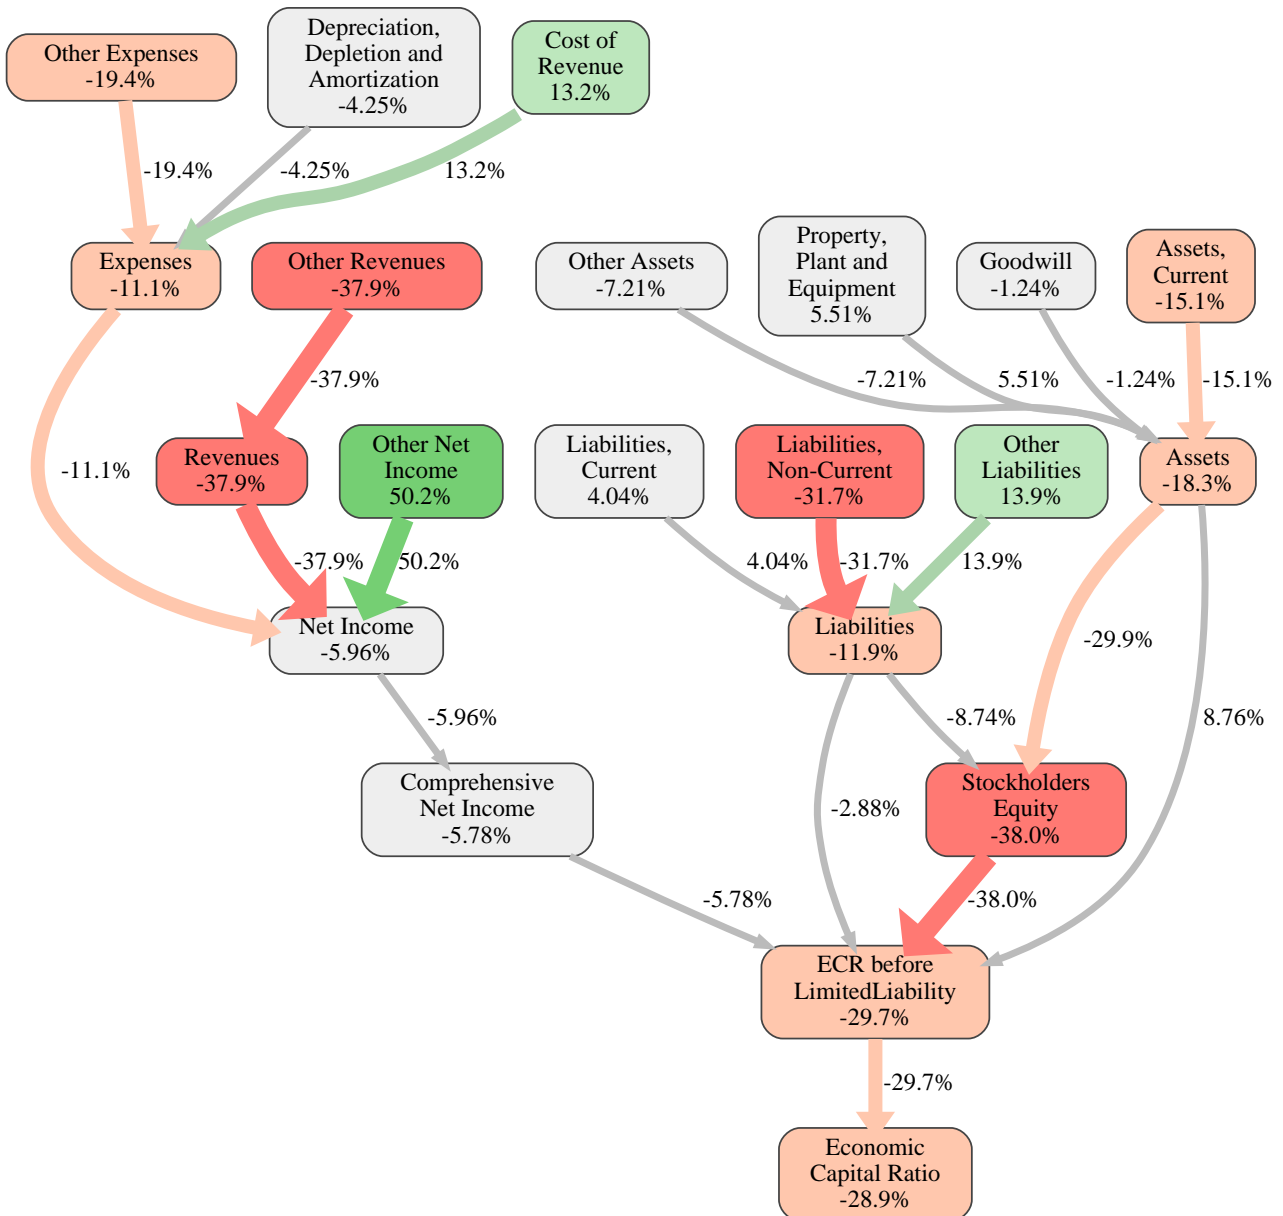 Other Expenses
-19.4%
Depreciation,
Depletion and
Amortization
-4.25%
Cost of
Revenue
13.2%
-19.4%
-4.25%
13.2%
Expenses
-11.1%
Other Revenues
-37.9%
Other Assets
-7.21%
Property,
Plant and
Equipment
5.51%
Goodwill
-1.24%
Assets,
Current
-15.1%
-37.9%
-7.21%
5.51%
-1.24%
-15.1%
-11.1%
Revenues
-37.9%
Other Net
Income
50.2%
Liabilities,
Current
4.04%
Liabilities,
Non-Current
-31.7%
Other
Liabilities
13.9%
Assets
-18.3%
-37.9%
50.2%
4.04%
-31.7%
13.9%
Net Income
-5.96%
Liabilities
-11.9%
-29.9%
-5.96%
-8.74%
8.76%
Comprehensive
Net Income
-5.78%
-2.88%
Stockholders
Equity
-38.0%
-5.78%
-38.0%
ECR before
LimitedLiability
-29.7%
-29.7%
Economic
Capital Ratio
-28.9%